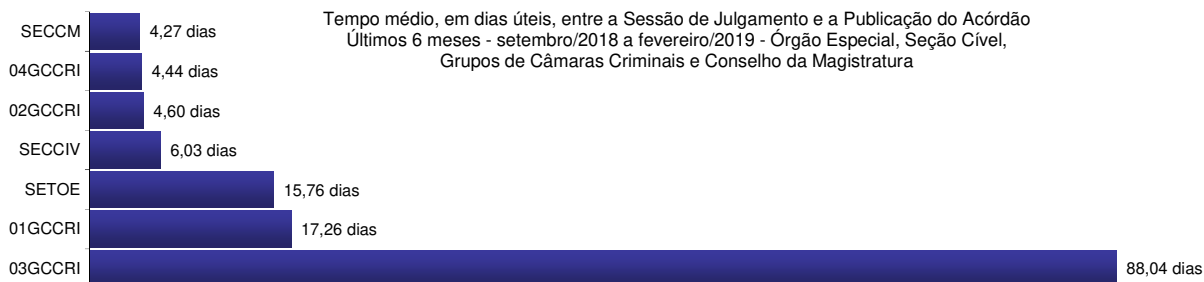 Tempo médio, em dias úteis, entre a Sessão de Julgamento e a Publicação do Acórdão
Últimos 6 meses - setembro/2018 a fevereiro/2019 - Órgão Especial, Seção Cível,
Grupos de Câmaras Criminais e Conselho da Magistratura
SECCM 4,27 dias
04GCCRI 4,44 dias
02GCCRI 4,60 dias
SECCIV 6,03 dias
SETOE 15,76 dias
01GCCRI 17,26 dias
03GCCRI 88,04 dias